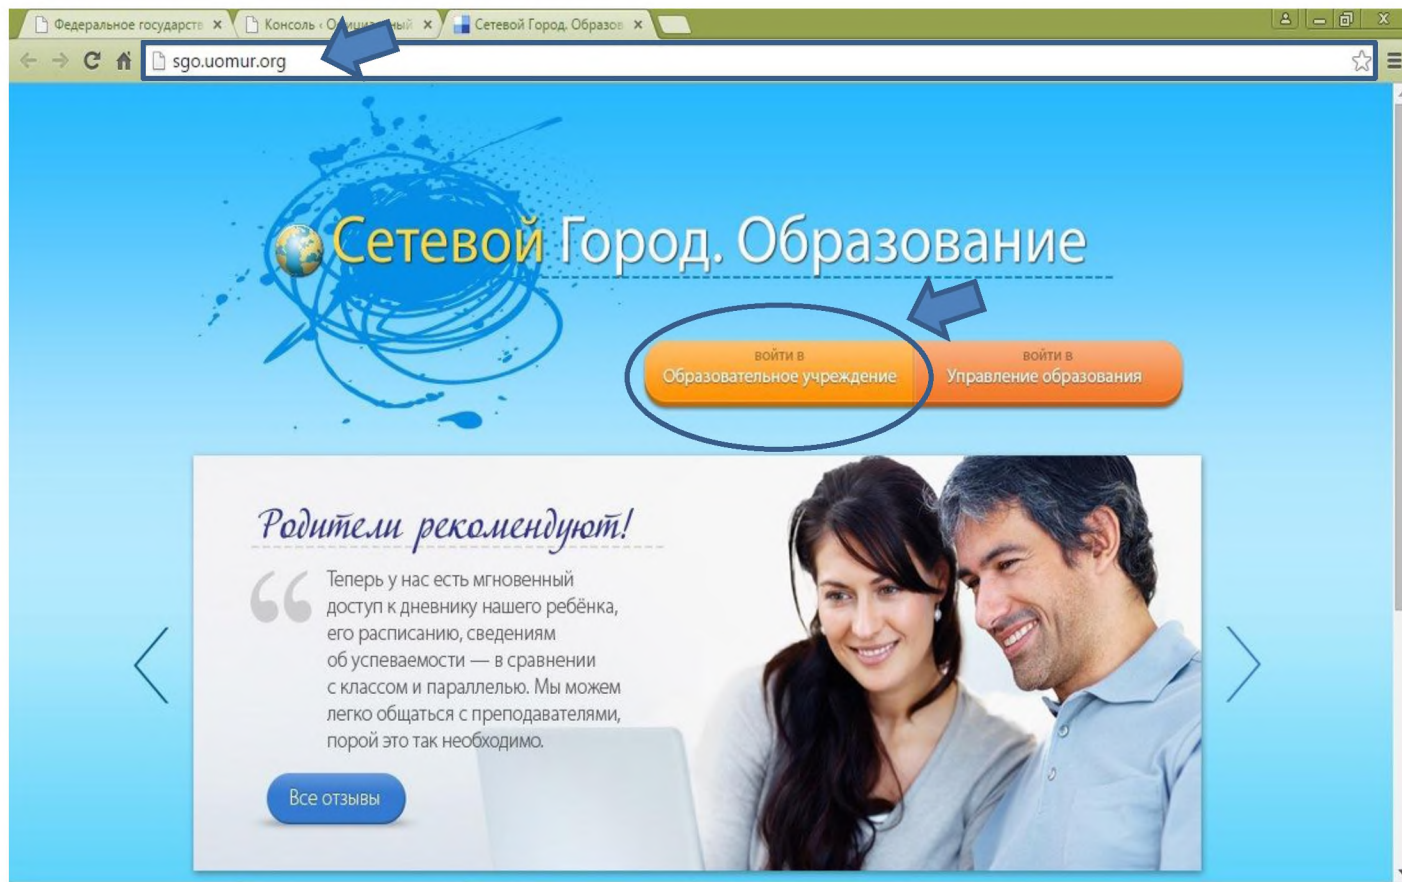 Федеральное государств
Консоль ‹ О
Сетевой Город. Образов
sgo.uomur.org
Сетевой Город. Образование
войти в
Образовательное учреждение
войти в
Управление образования
Родители рекомендуют!
Теперь у нас есть мгновенный
доступ к дневнику нашего ребёнка,
его расписанию, сведениям
об успеваемости — в сравнении
с классом и параллелью. Мы можем
легко общаться с преподавателями,
порой это так необходимо.
Все отзывы